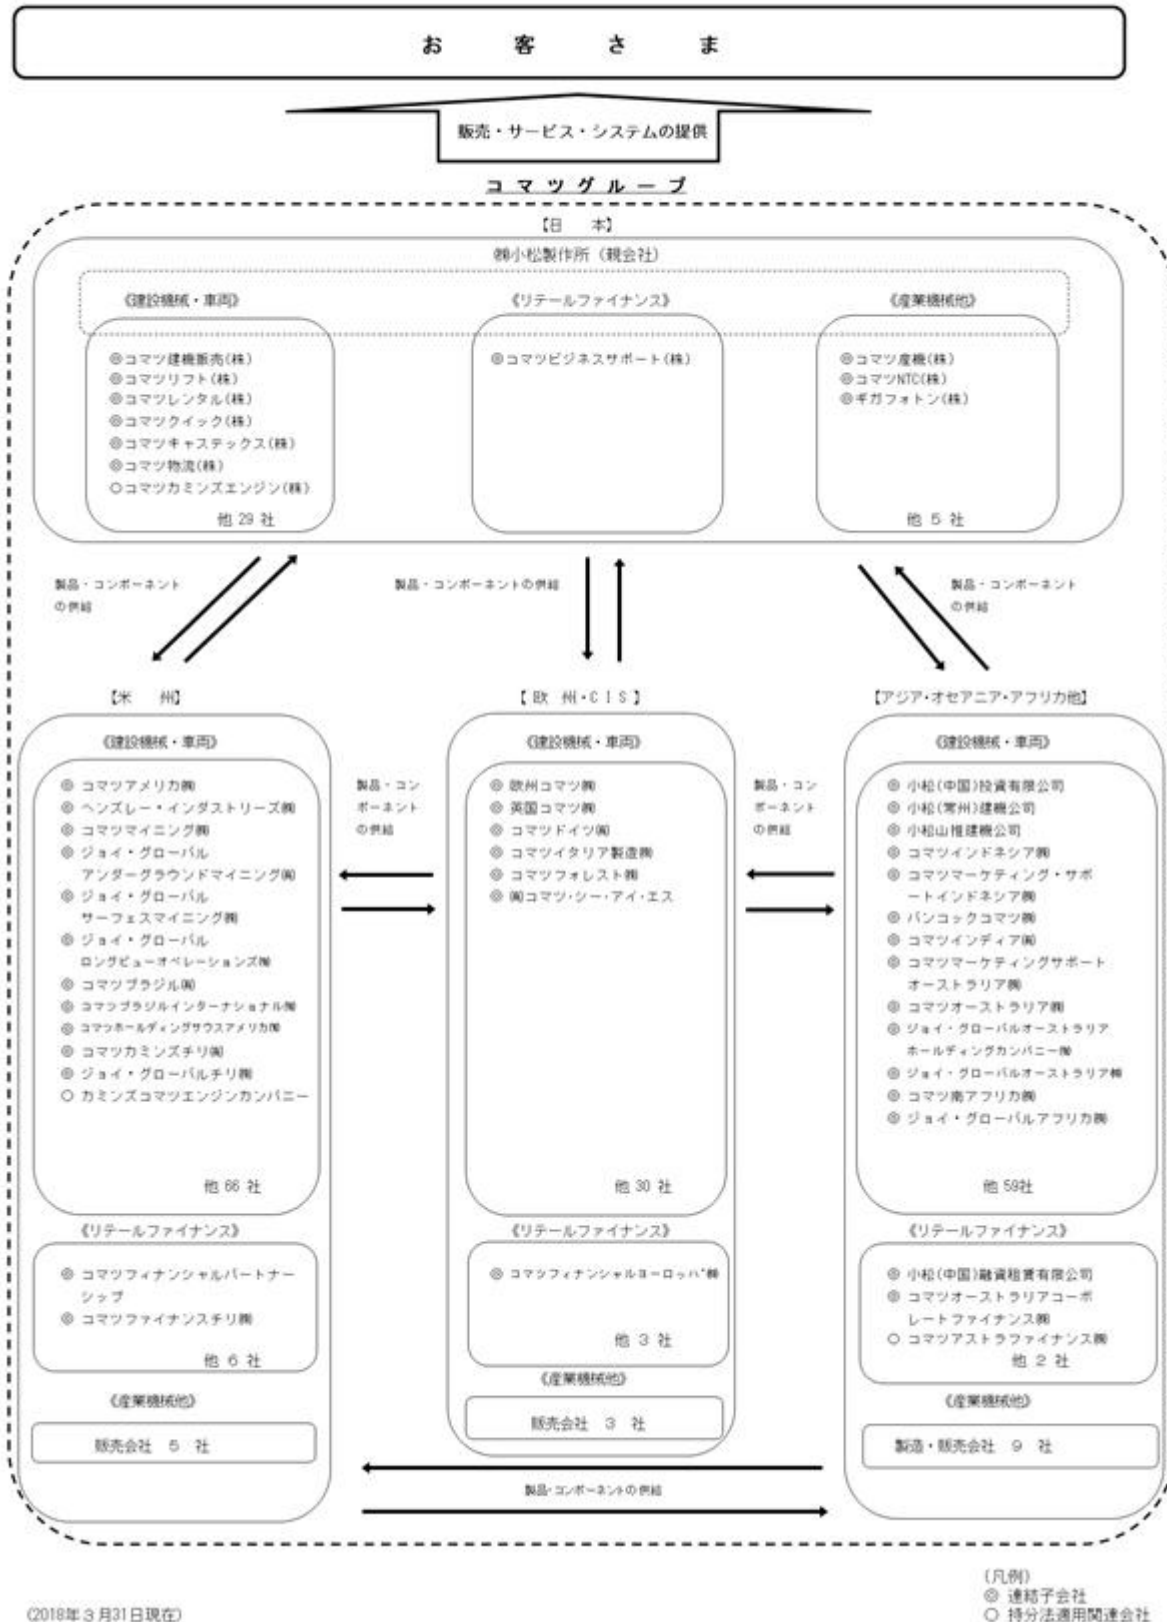 お客さま
販売・サービス・システムの提供
コマツグループ
【日 本】
㈱小松製作所（親会社）
《建設機械・車両》
◎コマツ建機販売(株)
◎コマツリフト(株)
◎コマツレンタル(株)
◎コマツクイック(株)
◎コマツキャステックス(株)
◎コマツ物流(株)
○コマツカミンズエンジン(株)
他 29 社
《リテールファイナンス》
◎コマツビジネスサポート(株)
《産業機械他》
◎コマツ産機(株)
◎コマツNTC(株)
◎ギガフォトン(株)
他 5 社
製品・コンポーネント
の供給
製品・コンポーネントの供給
製品・コンポーネント
の供給
【米 州】
《建設機械・車両》
◎ コマツアメリカ㈱
◎ ヘンズレー・インダストリーズ㈱
◎ コマツマイニング㈱
◎ ジョイ・グローバル
アンダーグラウンドマイニング㈲
◎ ジョイ・グローバル
サーフェスマイニング㈱
◎ ジョイ・グローバル
ロングビューオペレーションズ㈱
◎ コマツブラジル㈲
◎ コマツブラジルインターナショナル㈲
◎ コマツホールディングサウスアメリカ㈲
◎ コマツカミンズチリ㈲
◎ ジョイ・グローバルチリ㈱
○ カミンズコマツエンジンカンパニー
他 66 社
《リテールファイナンス》
◎ コマツフィナンシャルパートナー
シップ
◎ コマツファイナンスチリ㈱
他 6 社
《産業機械他》
販売会社 5 社
製品・コン
ポーネント
の供給
【欧 州・CIS】
《建設機械・車両》
◎ 欧州コマツ㈱
◎ 英国コマツ㈱
◎ コマツドイツ㈲
◎ コマツイタリア製造㈱
◎ コマツフォレスト㈱
◎ ㈲コマツ・シー・アイ・エス
他 30 社
《リテールファイナンス》
◎ コマツフィナンシャルヨーロッパ㈱
他 3 社
《産業機械他》
販売会社 3 社
製品・コン
ポーネント
の供給
【アジア・オセアニア・アフリカ他】
《建設機械・車両》
◎ 小松(中国)投資有限公司
◎ 小松(常州)建機公司
◎ 小松山推建機公司
◎ コマツインドネシア㈱
◎ コマツマーケティング・サポ
ートインドネシア㈱
◎ バンコックコマツ㈱
◎ コマツインディア㈲
◎ コマツマーケティングサポート
オーストラリア㈱
◎ コマツオーストラリア㈱
◎ ジョイ・グローバルオーストラリア
ホールディングカンパニー㈱
◎ ジョイ・グローバルオーストラリア㈱
◎ コマツ南アフリカ㈱
◎ ジョイ・グローバルアフリカ㈱
他 59社
《リテールファイナンス》
◎ 小松(中国)融資租賃有限公司
◎ コマツオーストラリアコーポ
レートファイナンス㈱
○ コマツアストラファイナンス㈱
他 2 社
《産業機械他》
製造・販売会社 9 社
製品・コンポーネントの供給
(凡例)
◎ 連結子会社
○ 持分法適用関連会社
(2018年3月31日現在)